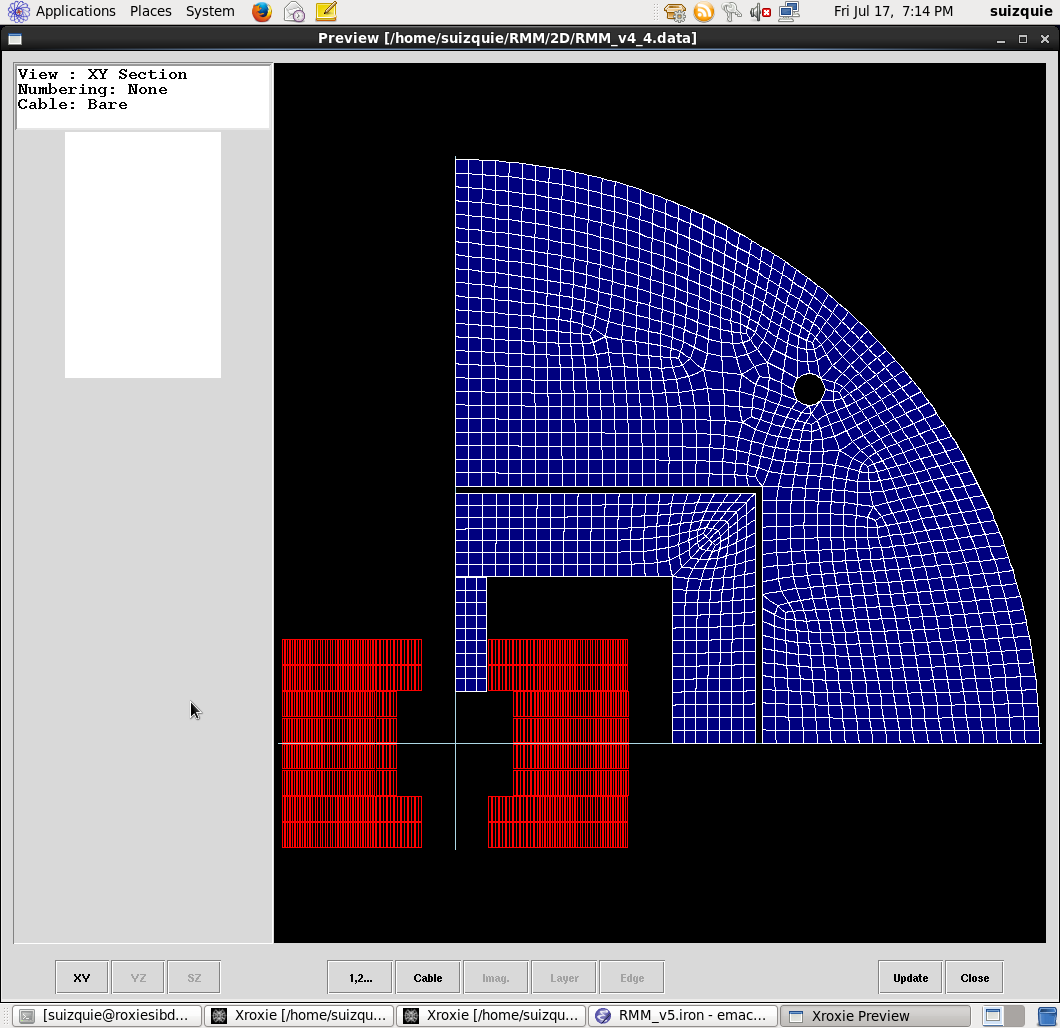 Applications Places System Fri Jul 17, 7:14 PM suizquie
Preview [/home/suizquie/RMM/2D/RMM_v4_4.data]
View : XY Section
Numbering: None
Cable: Bare
XY YZ SZ 1,2... Cable Imag. Layer Edge Update Close
[suizquie@roxiesibd... Xroxie [/home/suizqu... Xroxie [/home/suizqu... RMM_v5.iron - emac... Xroxie Preview